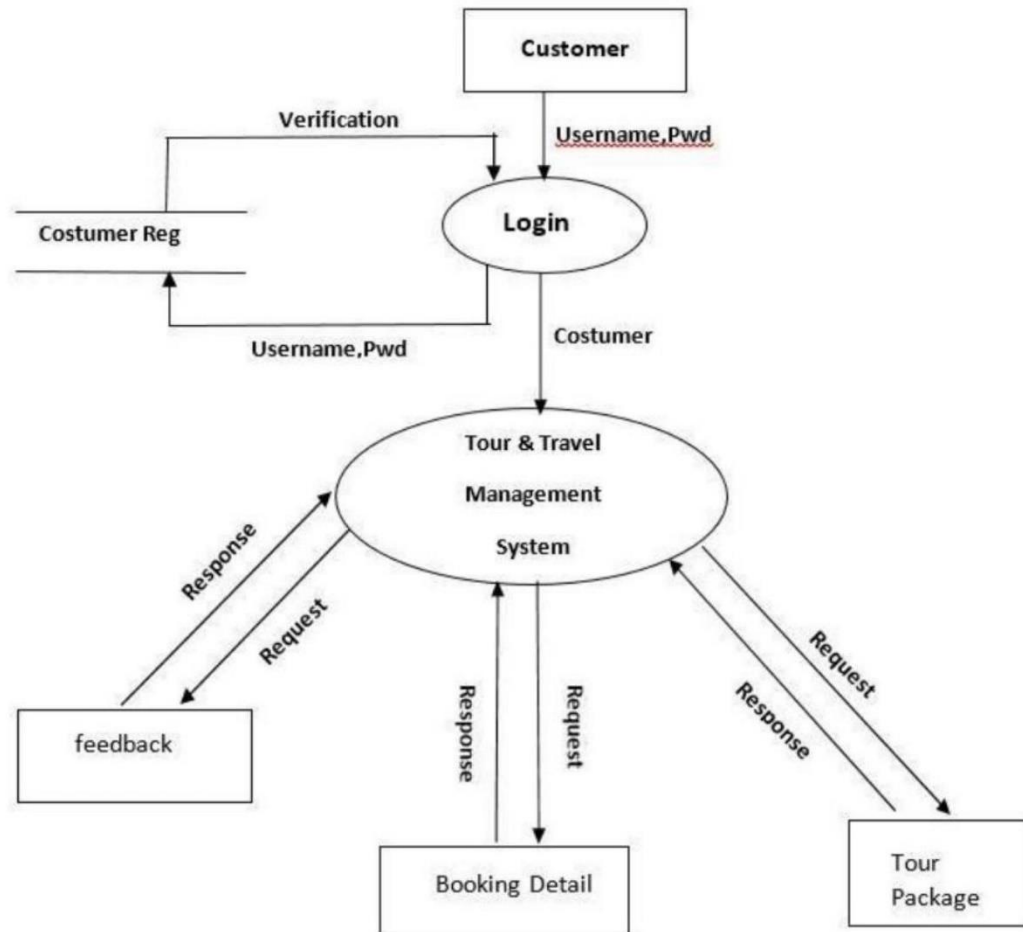 Customer
Verification
Username,Pwd
Login
Costumer Reg
Username,Pwd
Costumer
Tour & Travel
Management
System
Response
Request
Response
Request
Request
Response
feedback
Booking Detail
Tour
Package